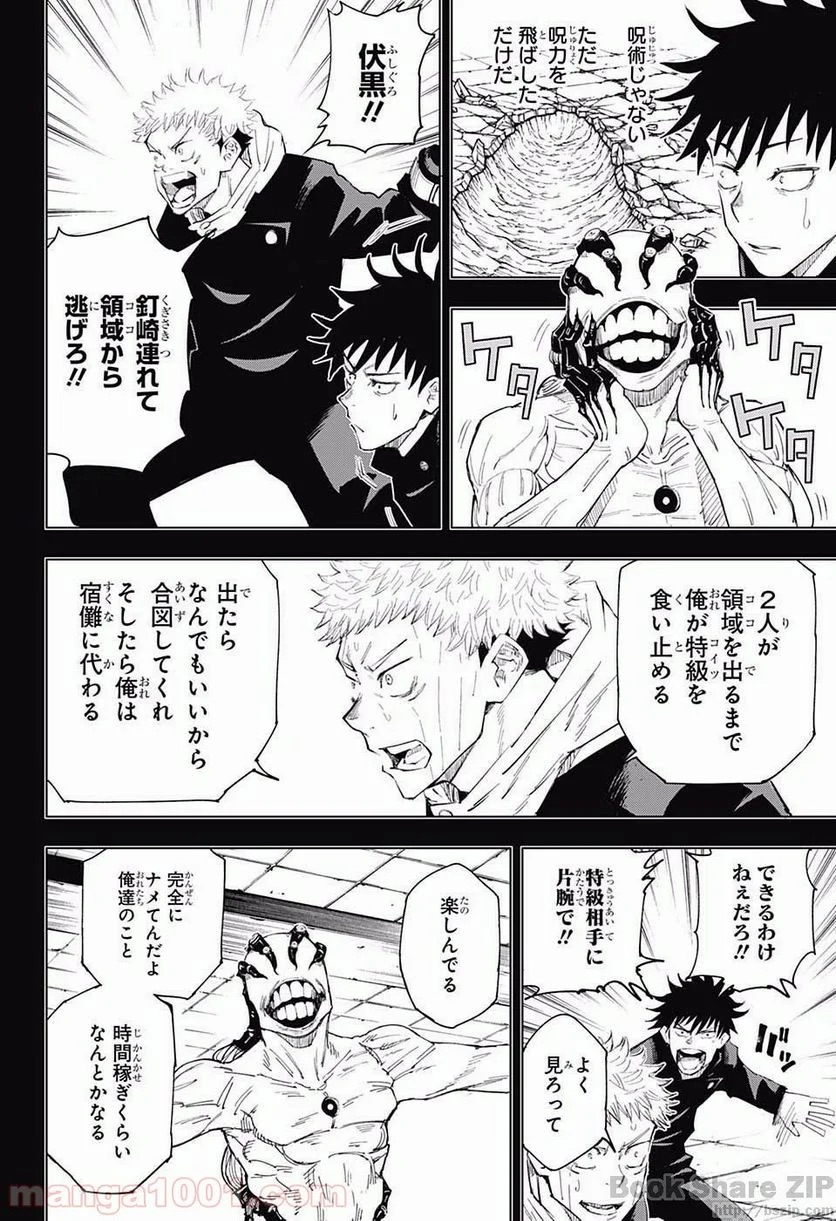 呪術じゃない
ただ
呪力を
飛ばした
だけだ
ケタ
ケタ
ケタ
ケタ
伏黒!!
釘崎連れて
領域から
逃げろ!!
2人が
領域を出るまで
俺が特級を
食い止める
出たら
なんでもいいから
合図してくれ
そしたら俺は
宿儺に代わる
できるわけ
ねぇだろ!!
特級相手に
片腕で!!
バッ
よく
見ろって
楽しんでる
完全に
ナメてんだよ
俺達のこと
時間稼ぎくらい
なんとかなる
manga1001.com
Book Share ZIP
http://bszip.com